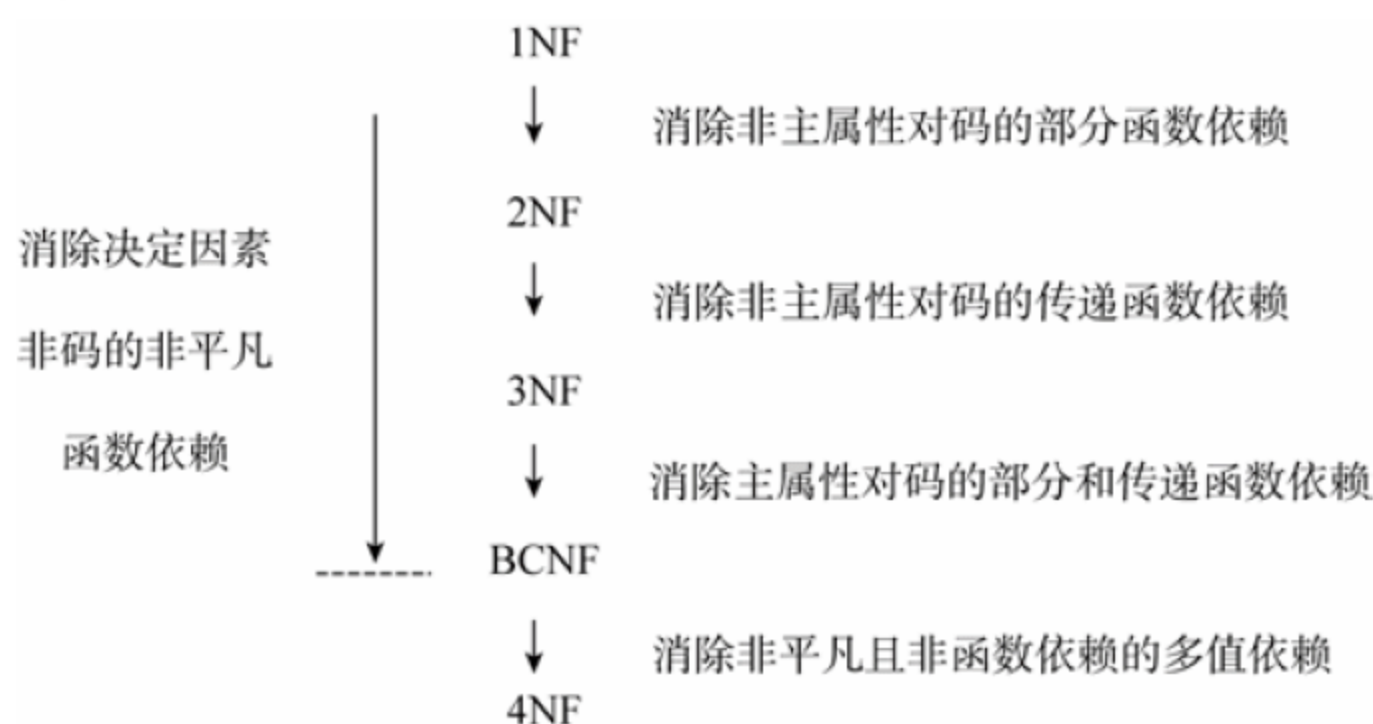 1NF
消除非主属性对码的部分函数依赖
2NF
消除决定因素
消除非主属性对码的传递函数依赖
非码的非平凡
3NF
函数依赖
消除主属性对码的部分和传递函数依赖
BCNF
消除非平凡且非函数依赖的多值依赖
4NF